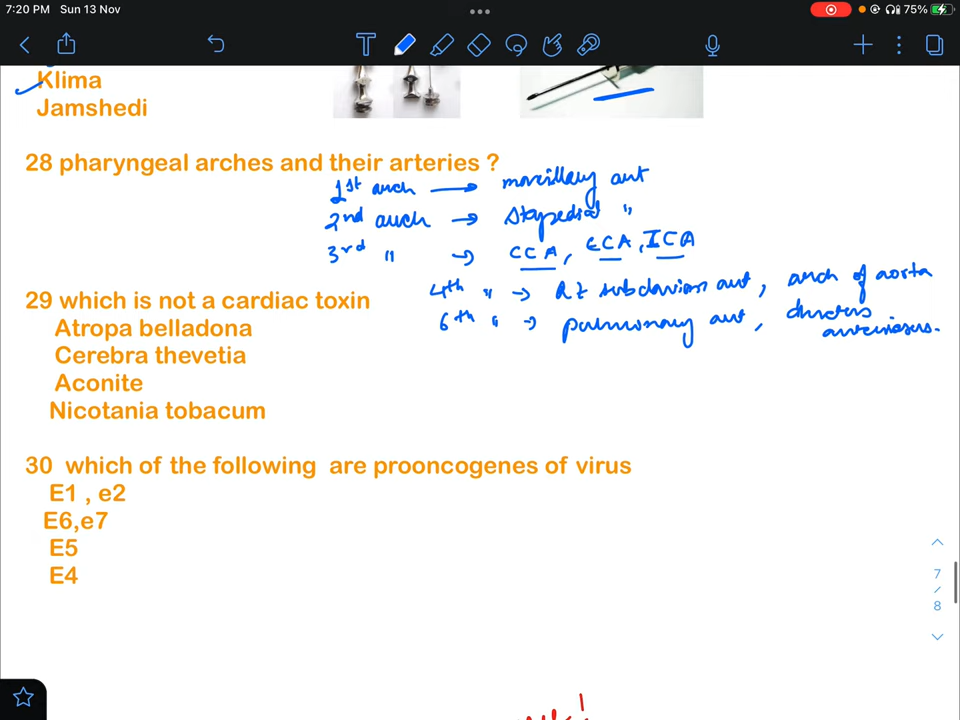 7:20 PM Sun 13 Nov
75%
Klima
Jamshedi
28 pharyngeal arches and their arteries ?
1st arch → maxillary art
2nd arch → Stapedial "
3rd " → CCA, ECA, ICA
4th " → Rt subclavian art, arch of aorta
6th " → pulmonary art, ductus
arteriosus.
29 which is not a cardiac toxin
Atropa belladona
Cerebra thevetia
Aconite
Nicotania tobacum
30 which of the following are prooncogenes of virus
E1 , e2
E6,e7
E5
E4
7
/
8